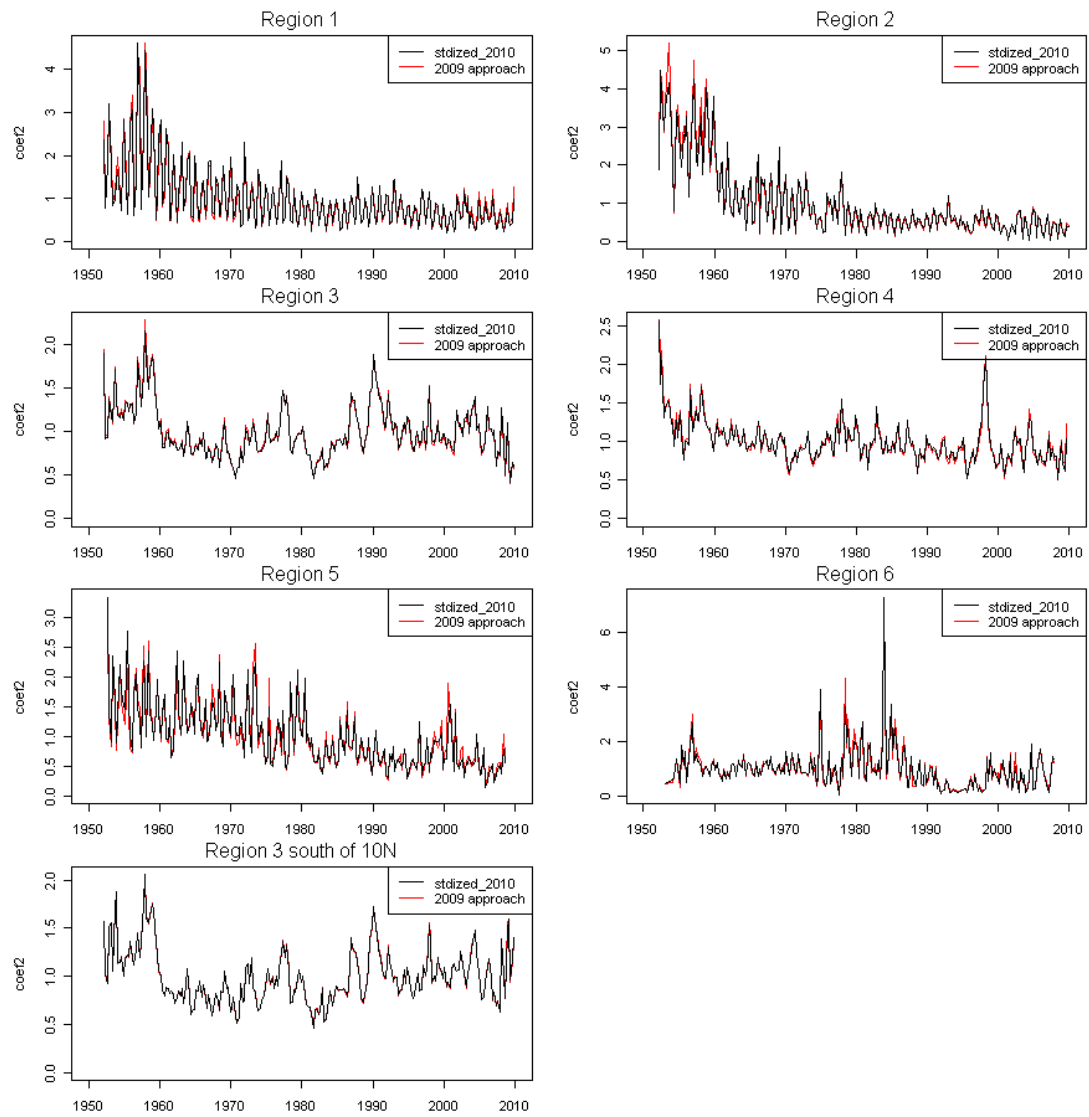 Region 1
stdized_2010
2009 approach
coef2
0
1
2
3
4
1950 1960 1970 1980 1990 2000 2010
Region 2
stdized_2010
2009 approach
coef2
0
1
2
3
4
5
1950 1960 1970 1980 1990 2000 2010
Region 3
stdized_2010
2009 approach
coef2
0.0
0.5
1.0
1.5
2.0
1950 1960 1970 1980 1990 2000 2010
Region 4
stdized_2010
2009 approach
coef2
0.0
0.5
1.0
1.5
2.0
2.5
1950 1960 1970 1980 1990 2000 2010
Region 5
stdized_2010
2009 approach
coef2
0.0
0.5
1.0
1.5
2.0
2.5
3.0
1950 1960 1970 1980 1990 2000 2010
Region 6
stdized_2010
2009 approach
coef2
0
2
4
6
1950 1960 1970 1980 1990 2000 2010
Region 3 south of 10N
stdized_2010
2009 approach
coef2
0.0
0.5
1.0
1.5
2.0
1950 1960 1970 1980 1990 2000 2010